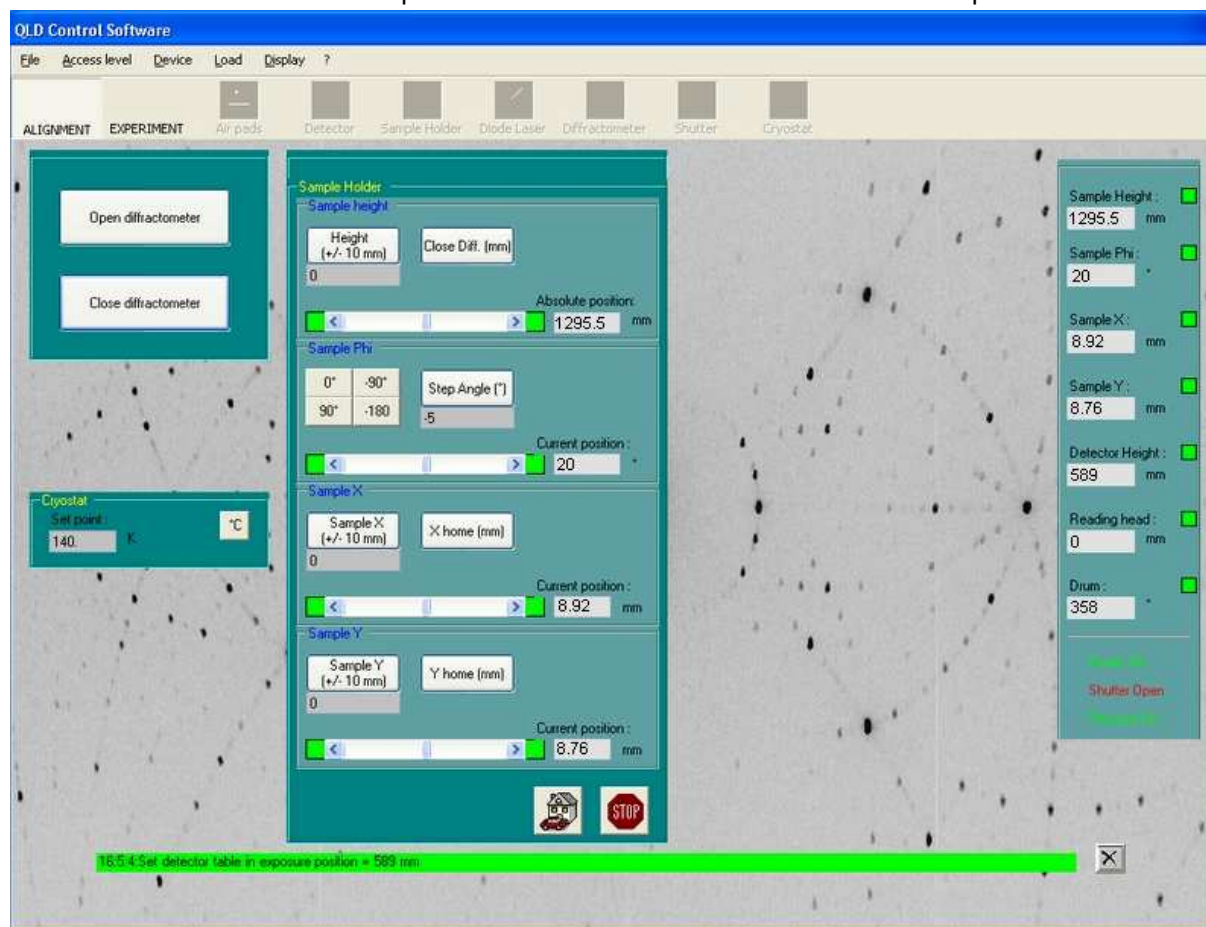 QLD Control Software
File Access level Device Load Display ?
ALIGNMENT EXPERIMENT Air pads Detector Sample Holder Diode Laser Diffractometer Shutter Cryostat
Open diffractometer
Close diffractometer
Cryostat
Set point :
140. K °C
Sample Holder
Sample height
Height
(+/- 10 mm)
Close Diff. (mm)
0
Absolute position:
1295.5 mm
Sample Phi
0° -90°
90° -180
Step Angle (°)
-5
Current position :
20 °
Sample X
Sample X
(+/- 10 mm)
X home (mm)
0
Current position :
8.92 mm
Sample Y
Sample Y
(+/- 10 mm)
Y home (mm)
0
Current position :
8.76 mm
STOP
Sample Height :
1295.5 mm
Sample Phi :
20 °
Sample X :
8.92 mm
Sample Y :
8.76 mm
Detector Height :
589 mm
Reading head :
0 mm
Drum :
358 °
Shutter Open
16:5:4:Set detector table in exposure position = 589 mm